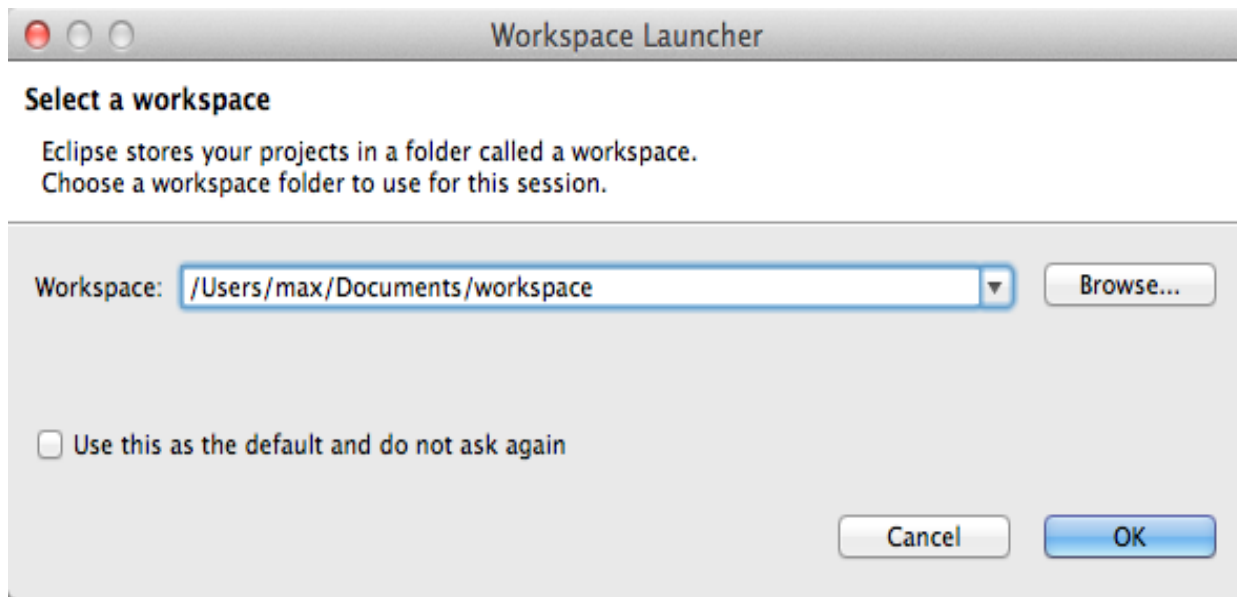 Workspace Launcher
Select a workspace
Eclipse stores your projects in a folder called a workspace.
Choose a workspace folder to use for this session.
Workspace: /Users/max/Documents/workspace Browse...
Use this as the default and do not ask again
Cancel OK